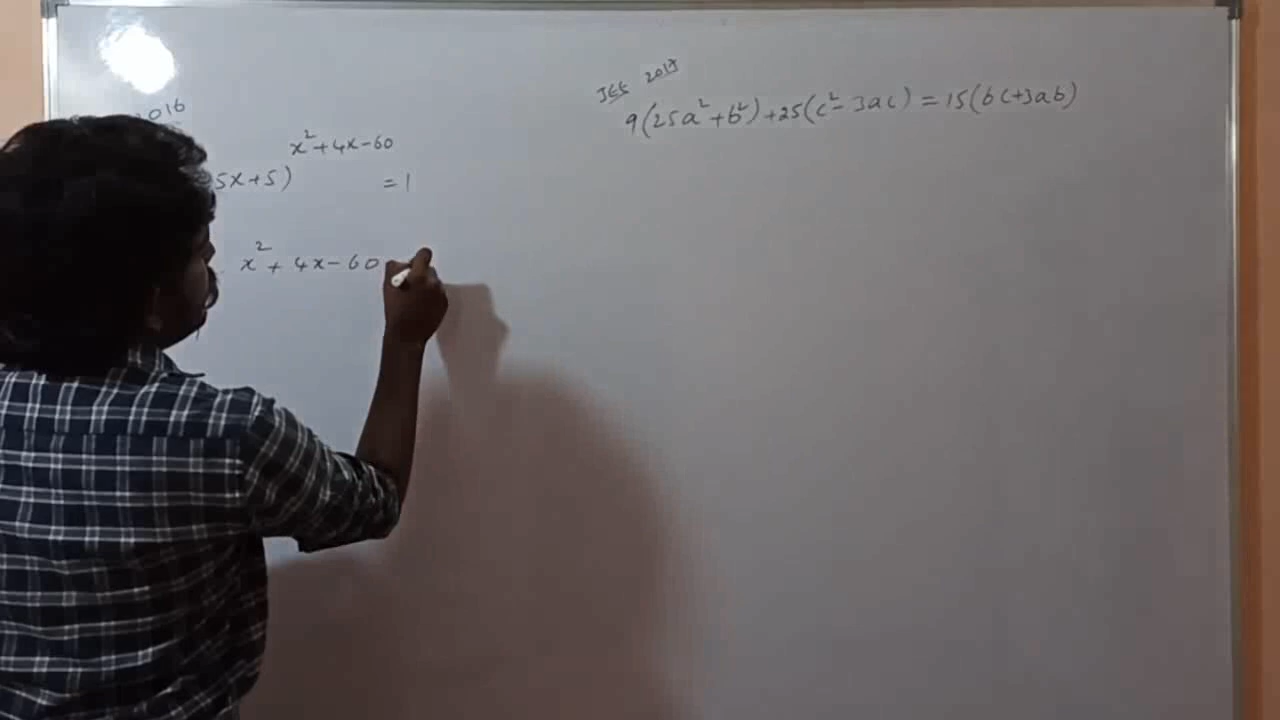 2016
x²+4x-60
5x+5) =1
x²+4x-60
JEE 2017
9(25a²+b²)+25(c²-3ac)=15(bc+3ab)